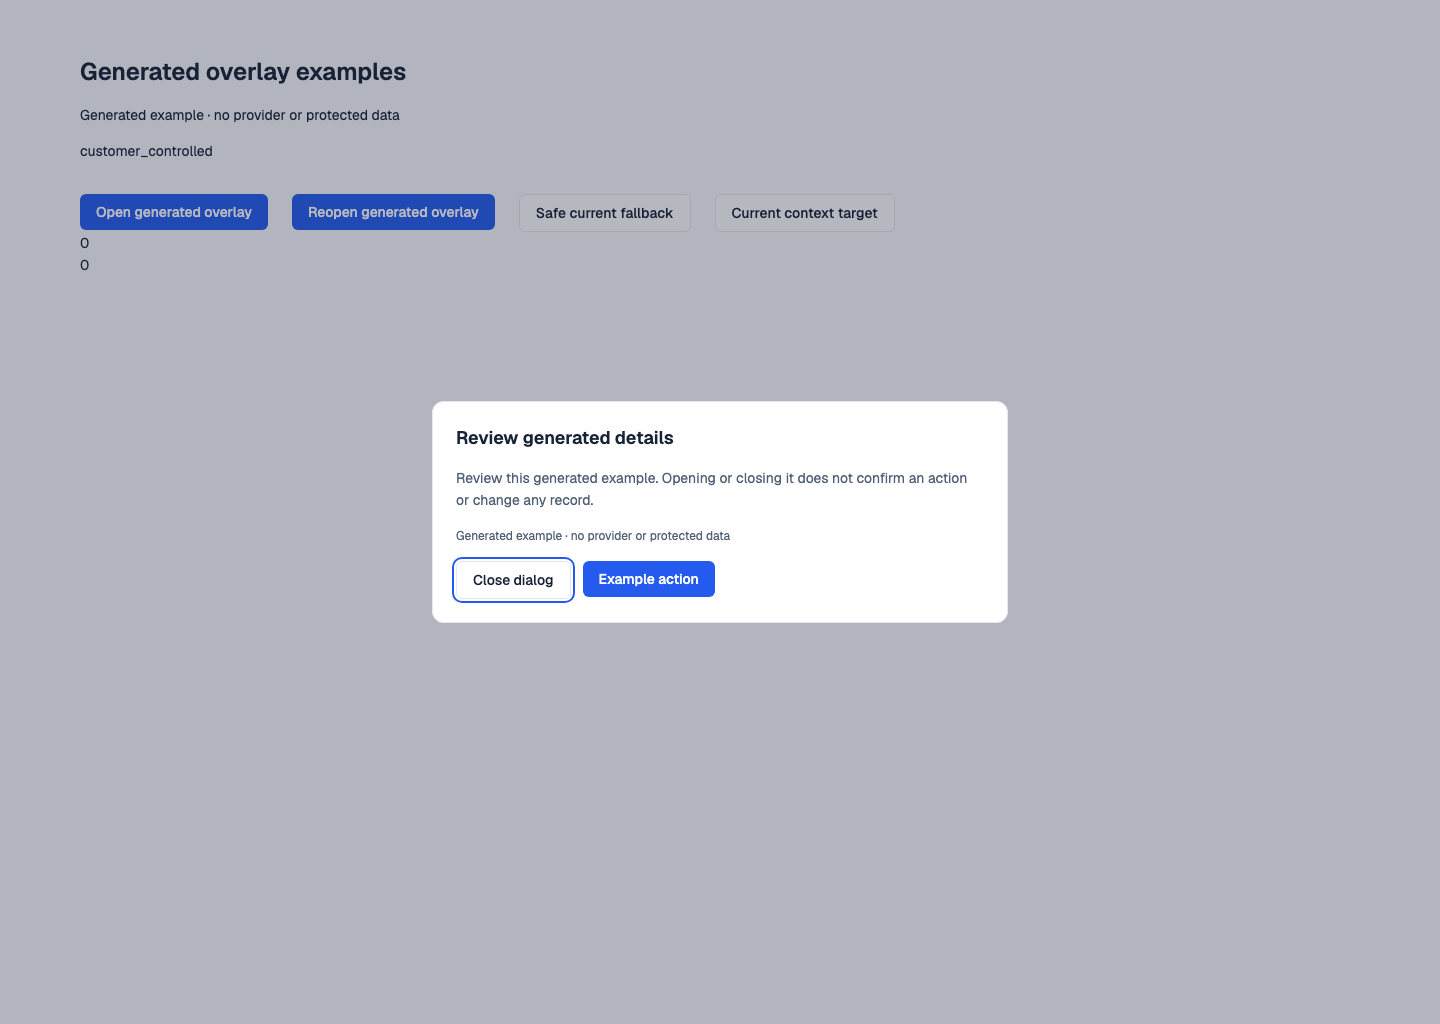 Generated overlay examples
Generated example · no provider or protected data
customer_controlled
Open generated overlay
Reopen generated overlay
Safe current fallback
Current context target
0
0
Review generated details
Review this generated example. Opening or closing it does not confirm an action
or change any record.
Generated example · no provider or protected data
Close dialog
Example action